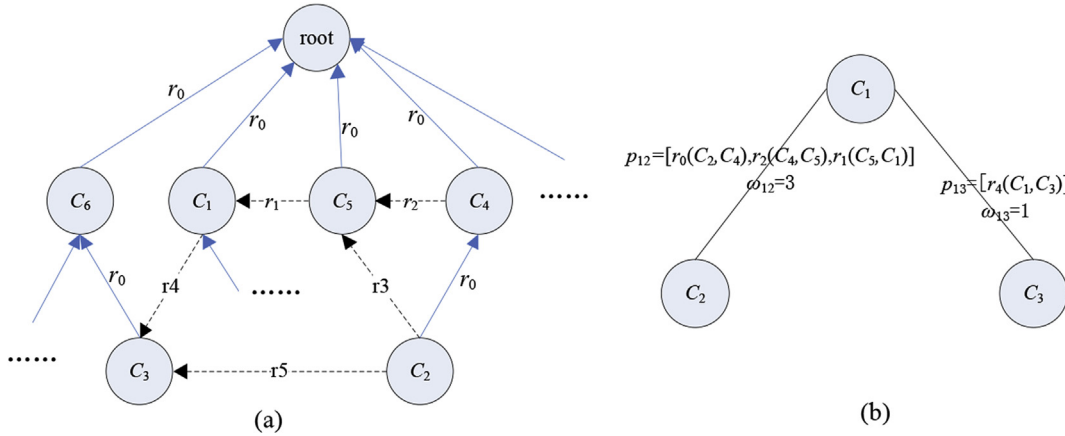 root
r₀
r₀
r₀
r₀
C₆
C₁
r₁
C₅
r₂
C₄
......
r₀
r4
......
r3
r₀
......
C₃
r5
C₂
(a)
C₁
p₁₂=[r₀(C₂,C₄),r₂(C₄,C₅),r₁(C₅,C₁)]
ω₁₂=3
p₁₃=[r₄(C₁,C₃)]
ω₁₃=1
C₂
C₃
(b)